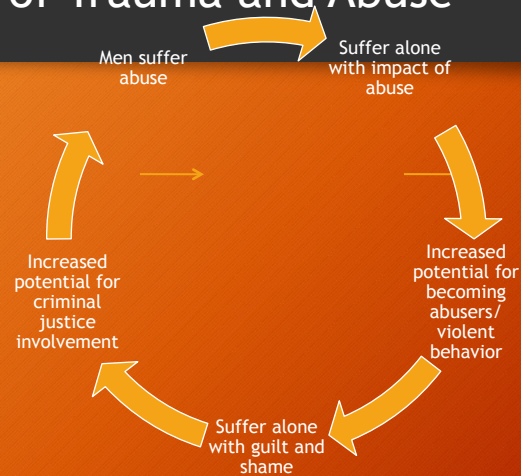 of Trauma and Abuse
Men suffer
abuse
Suffer alone
with impact of
abuse
Increased
potential for
becoming
abusers/
violent
behavior
Suffer alone
with guilt and
shame
Increased
potential for
criminal
justice
involvement